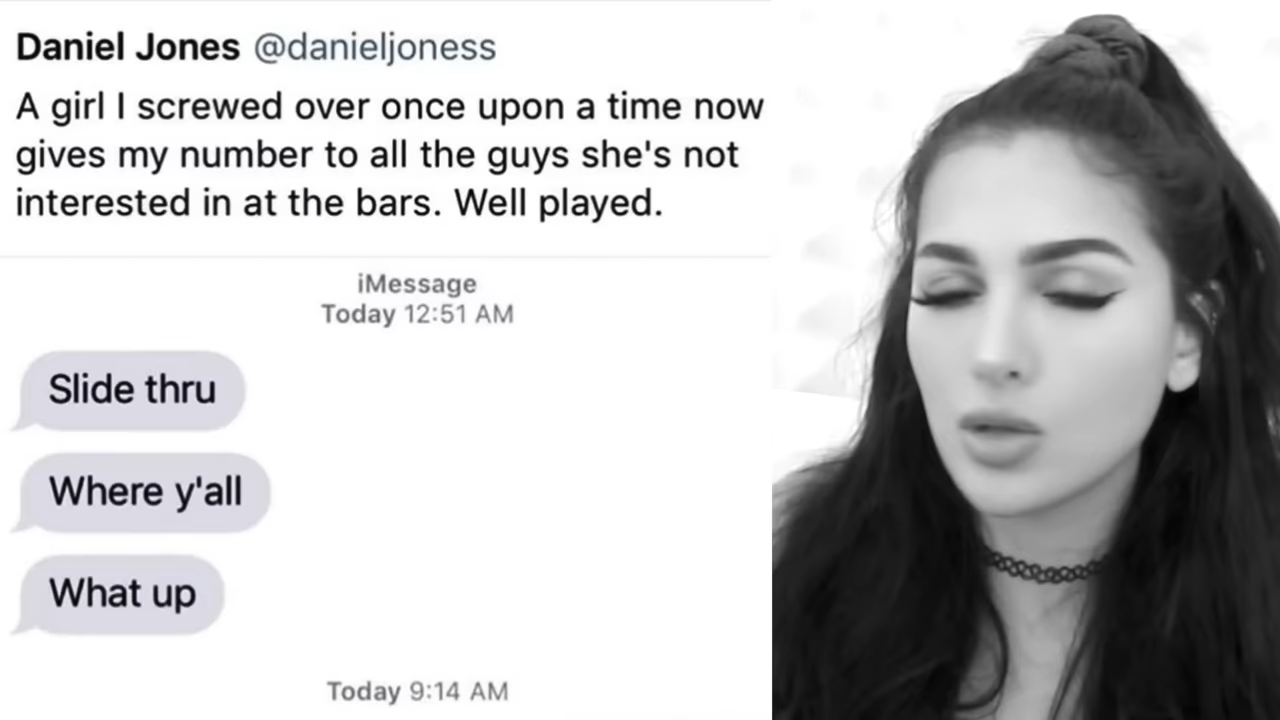 Daniel Jones @danieljoness
A girl I screwed over once upon a time now
gives my number to all the guys she's not
interested in at the bars. Well played.
iMessage
Today 12:51 AM
Slide thru
Where y'all
What up
Today 9:14 AM